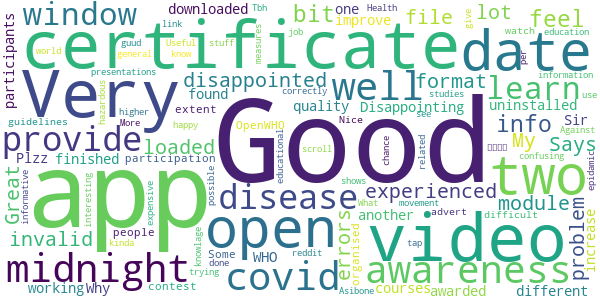 downloaded
link
Tbh
Health
window
bit
file
lot
feel
participants
certificate
date
one
improve
job
watch
education
world
guud
Useful
know
stuff
measures
give
general
presentations
Very
disappointed
well
format
learn
found
quality
Disappointing
uninstalled
studies
per
information
use
hazardous
guidelines
higher
More
correctly
see
Against
provide
loaded
extent
OpenWHO
Good
My
info
Sir
Plzz
finished
participation
happy
Nice
app
two
chance
related
confusing
epidemic
Great
informative
invalid
interesting
people
expensive
possible
knowlage
disease
educational
scroll
experienced
Says
module
problem
increase
open
shows
What
movement
difficult
another
advert
video
errors
organised
midnight
Some
done
WHO
covid
awareness
kinda
reddit
tap
courses
awarded
different
working
Why
contest
trying
Asibone